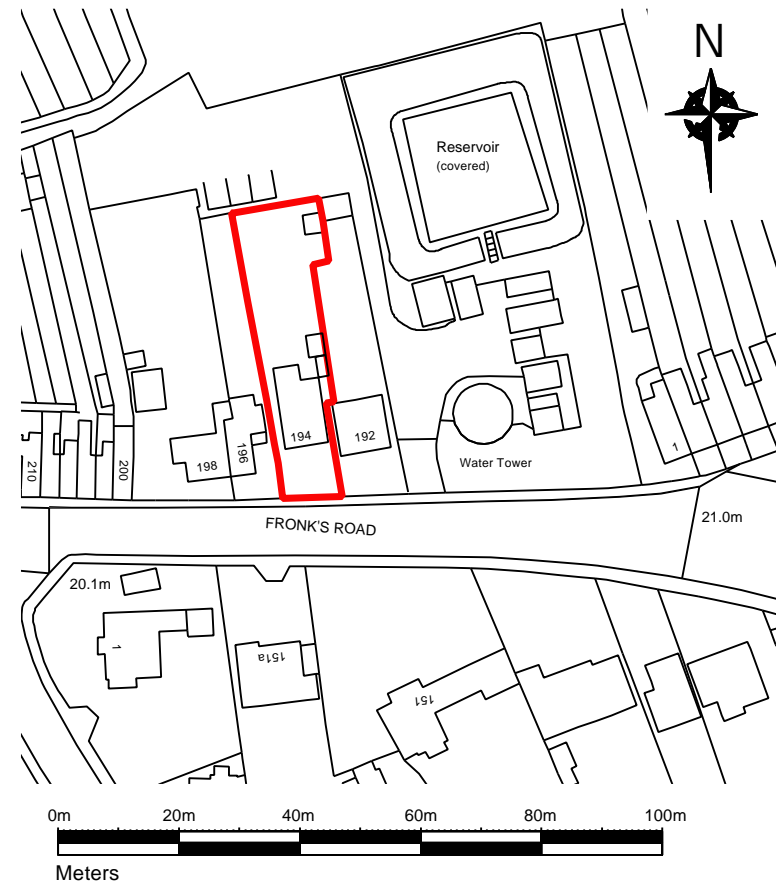 N
Reservoir
(covered)
194
192
196
198
Water Tower
1
210
200
FRONK'S ROAD
21.0m
20.1m
1
151a
151
0m 20m 40m 60m 80m 100m
Meters